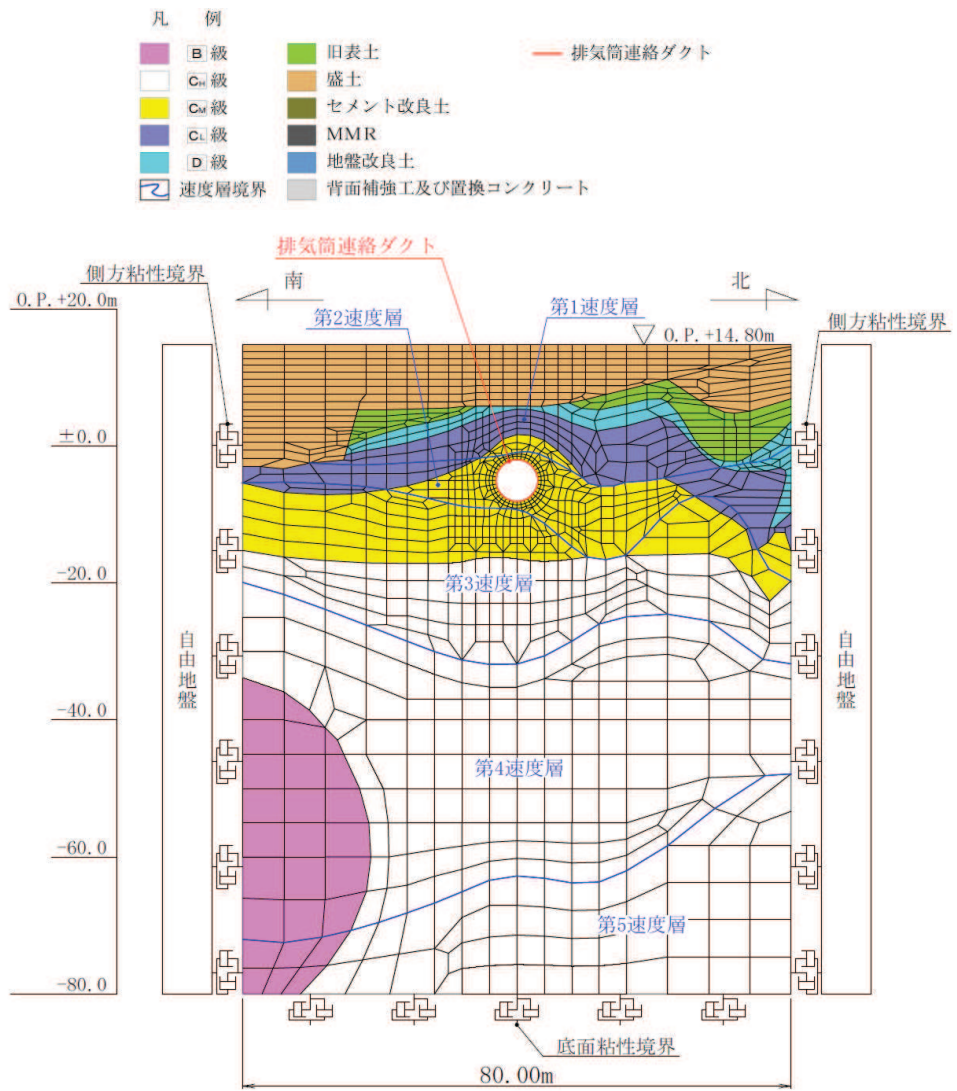 凡 例
B 級
CH 級
CM 級
CL 級
D 級
速度層境界
旧表土
盛土
セメント改良土
MMR
地盤改良土
背面補強工及び置換コンクリート
排気筒連絡ダクト
排気筒連絡ダクト
側方粘性境界
南
北
O.P.+20.0m
第2速度層
第1速度層
O.P.+14.80m
側方粘性境界
±0.0
-20.0
第3速度層
自由地盤
自由地盤
-40.0
第4速度層
-60.0
第5速度層
-80.0
底面粘性境界
80.00m